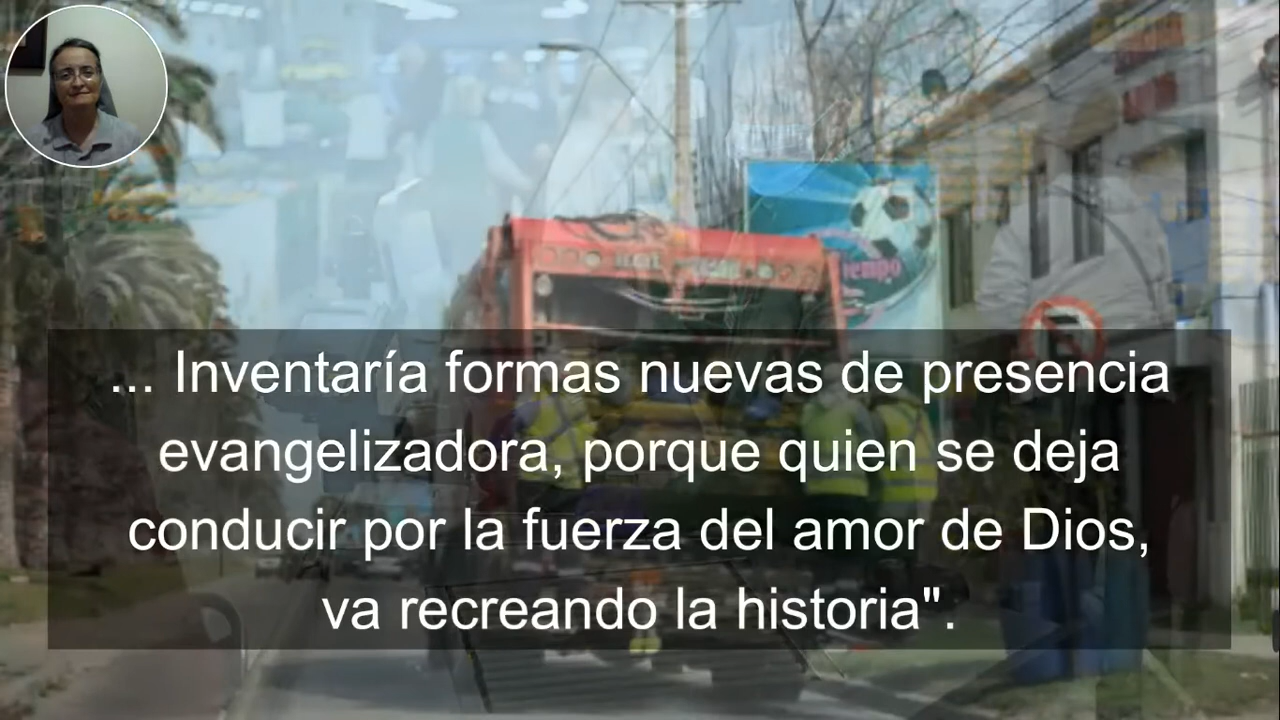 ... Inventaría formas nuevas de presencia
evangelizadora, porque quien se deja
conducir por la fuerza del amor de Dios,
va recreando la historia".